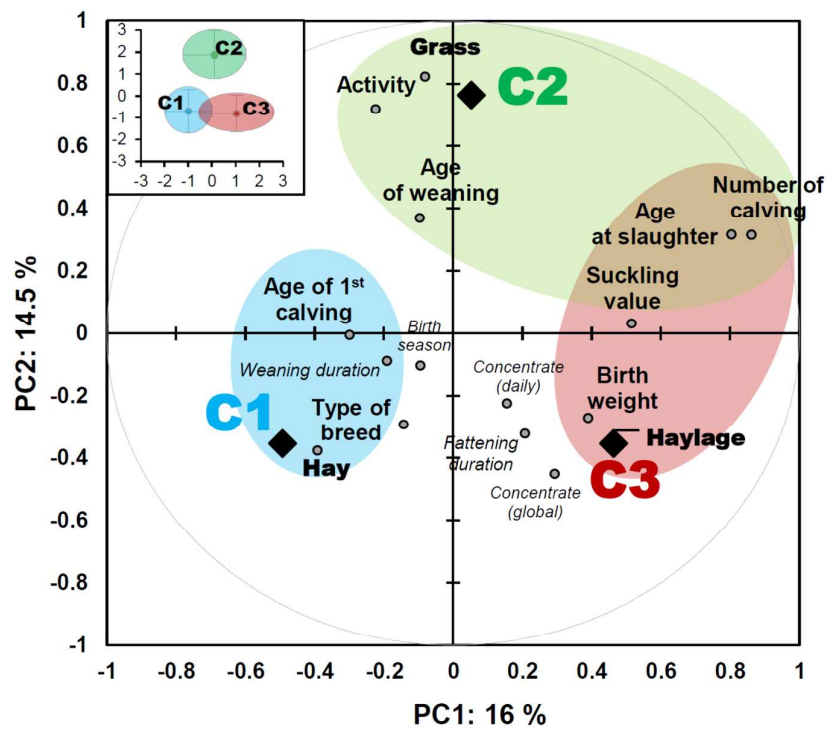 3
2
1
0
-1
-2
-3
C2
C1
C3
-3 -2 -1 0 1 2 3
1
0.8
0.6
0.4
0.2
0
-0.2
-0.4
-0.6
-0.8
-1
PC2: 14.5 %
Grass
Activity
C2
Age
of weaning
Number of
calving
Age
at slaughter
Suckling
value
Age of 1st
calving
Birth
season
Weaning duration
C1
Type of
breed
Hay
Concentrate
(daily)
Birth
weight
Fattening
duration
Haylage
C3
Concentrate
(global)
-1 -0.8 -0.6 -0.4 -0.2 0 0.2 0.4 0.6 0.8 1
PC1: 16 %